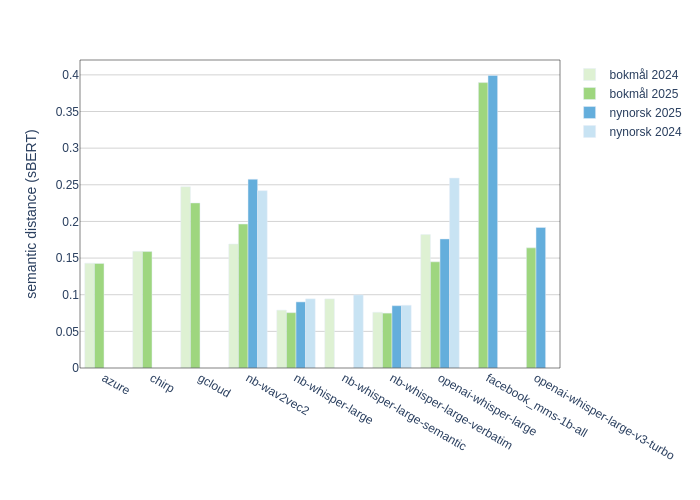 semantic distance (sBERT)
0.4
0.35
0.3
0.25
0.2
0.15
0.1
0.05
0
azure
chirp
gcloud
nb-wav2vec2
nb-whisper-large
nb-whisper-large-semantic
nb-whisper-large-verbatim
openai-whisper-large
facebook_mms-1b-all
openai-whisper-large-v3-turbo
bokmål 2024
bokmål 2025
nynorsk 2025
nynorsk 2024